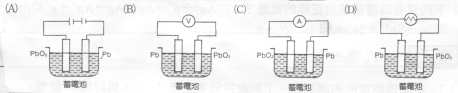 (A) (B) (C) (D)
V A
PbO₂ Pb PbO₂ Pb PbO₂ Pb PbO₂ Pb
蓄電池 蓄電池 蓄電池 蓄電池